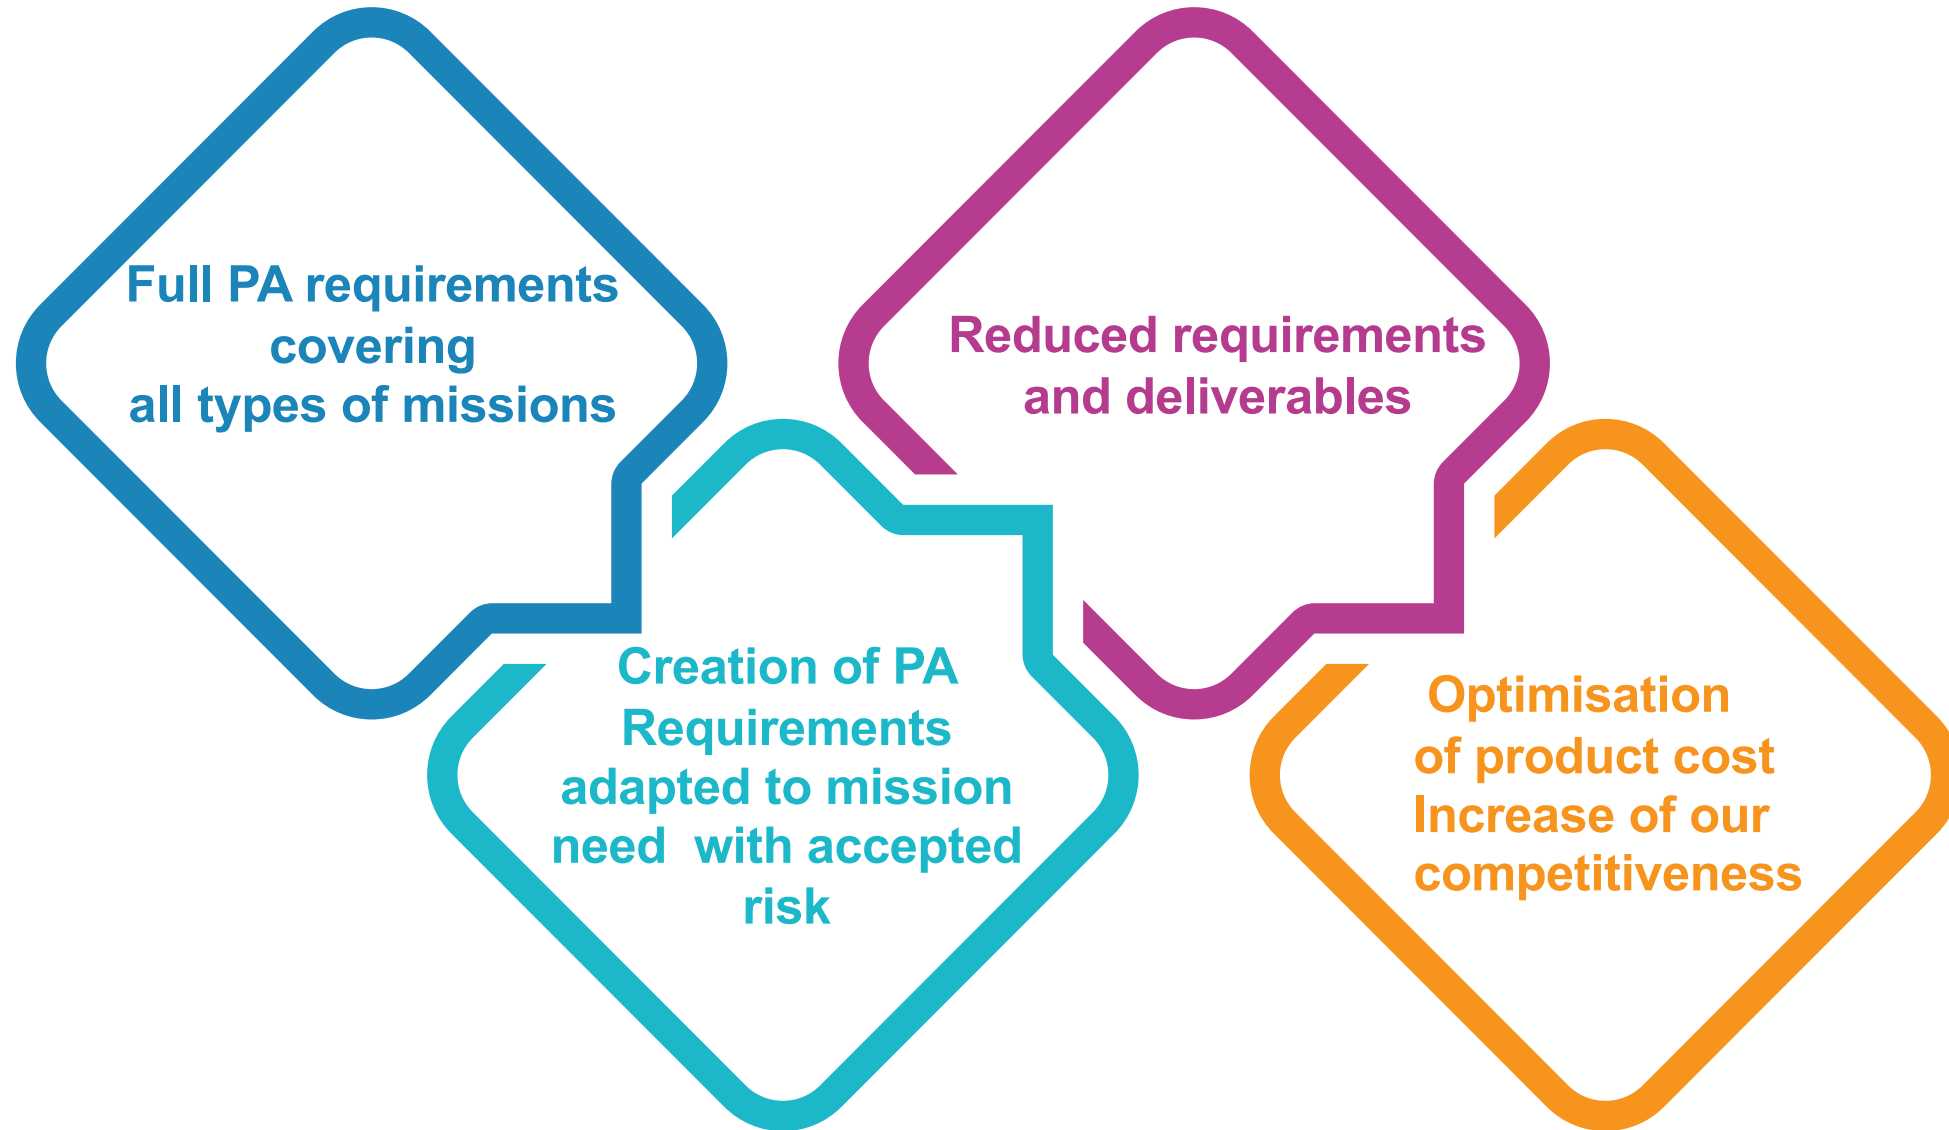 Full PA requirements
covering
all types of missions
Creation of PA
Requirements
adapted to mission
need  with accepted
risk
Reduced requirements
and deliverables
Optimisation
of product cost
Increase of our
competitiveness